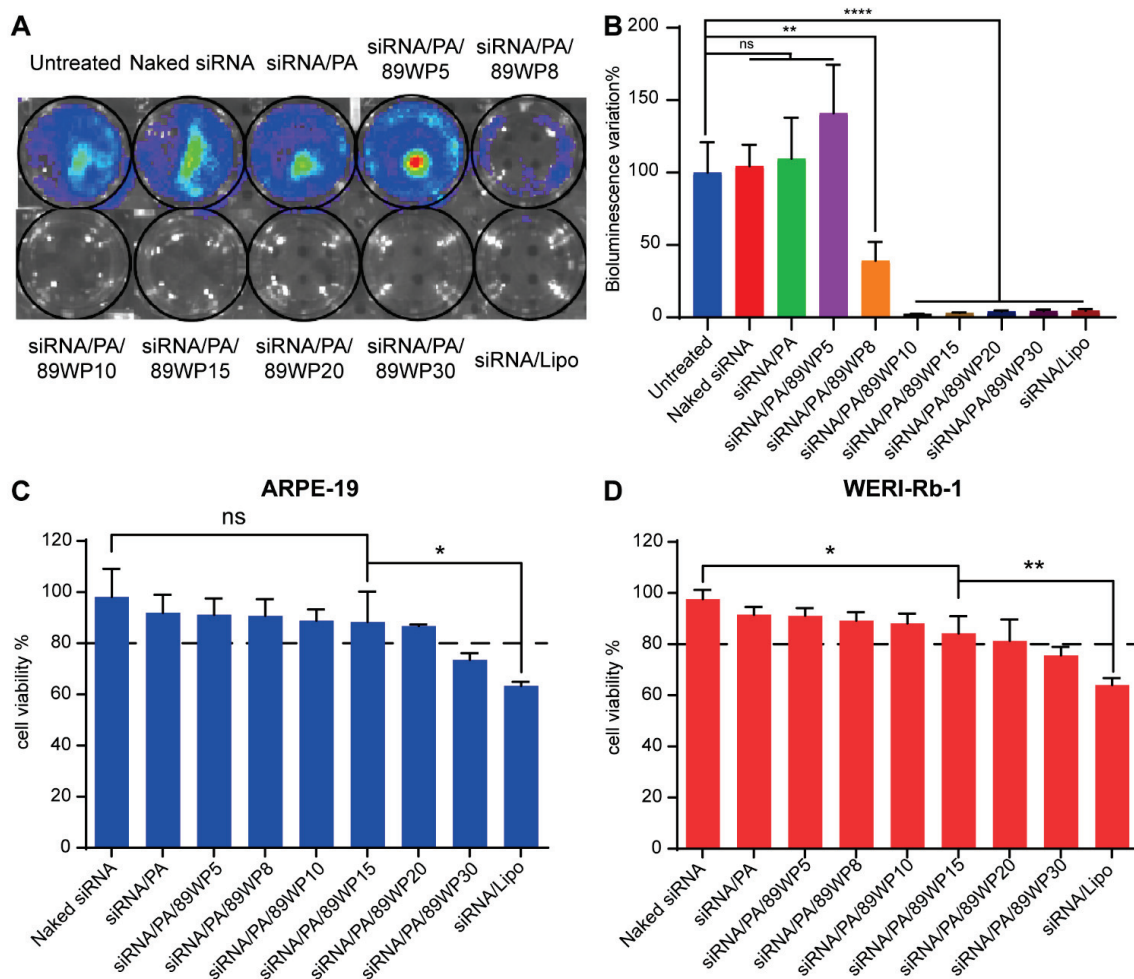 A
Untreated
Naked siRNA
siRNA/PA
siRNA/PA/
89WP5
siRNA/PA/
89WP8
siRNA/PA/
89WP10
siRNA/PA/
89WP15
siRNA/PA/
89WP20
siRNA/PA/
89WP30
siRNA/Lipo
B
Bioluminescence variation%
200
150
100
50
0
****
**
ns
Untreated
Naked siRNA
siRNA/PA
siRNA/PA/89WP5
siRNA/PA/89WP8
siRNA/PA/89WP10
siRNA/PA/89WP15
siRNA/PA/89WP20
siRNA/PA/89WP30
siRNA/Lipo
C
ARPE-19
cell viability %
120
100
80
60
40
20
0
ns
*
Naked siRNA
siRNA/PA
siRNA/PA/89WP5
siRNA/PA/89WP8
siRNA/PA/89WP10
siRNA/PA/89WP15
siRNA/PA/89WP20
siRNA/PA/89WP30
siRNA/Lipo
D
WERI-Rb-1
cell viability %
120
100
80
60
40
20
0
*
**
Naked siRNA
siRNA/PA
siRNA/PA/89WP5
siRNA/PA/89WP8
siRNA/PA/89WP10
siRNA/PA/89WP15
siRNA/PA/89WP20
siRNA/PA/89WP30
siRNA/Lipo